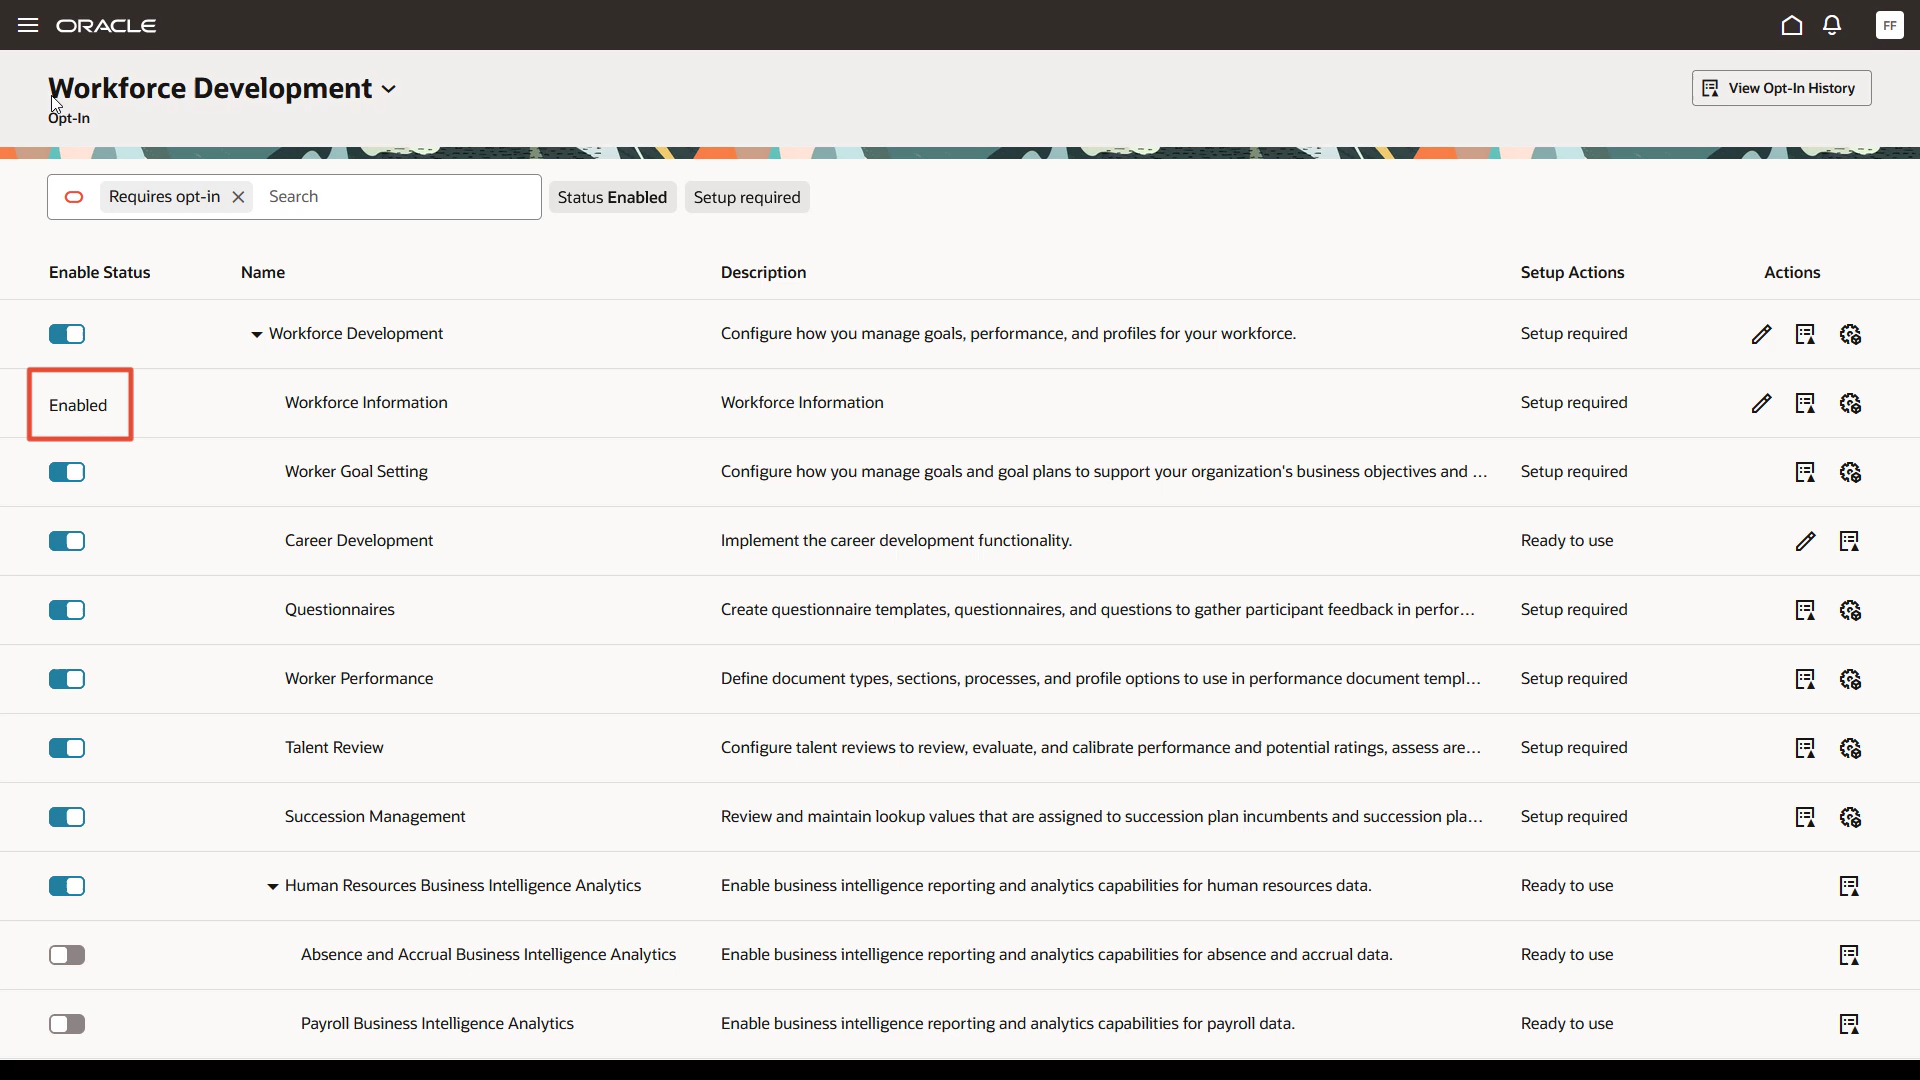 ORACLE
FF
Workforce Development
View Opt-In History
Opt-In
Requires opt-in
Search
Status Enabled
Setup required
Enable Status Name Description Setup Actions Actions
Workforce Development Configure how you manage goals, performance, and profiles for your workforce. Setup required
Enabled Workforce Information Workforce Information Setup required
Worker Goal Setting Configure how you manage goals and goal plans to support your organization's business objectives and ... Setup required
Career Development Implement the career development functionality. Ready to use
Questionnaires Create questionnaire templates, questionnaires, and questions to gather participant feedback in perfor... Setup required
Worker Performance Define document types, sections, processes, and profile options to use in performance document templ... Setup required
Talent Review Configure talent reviews to review, evaluate, and calibrate performance and potential ratings, assess are... Setup required
Succession Management Review and maintain lookup values that are assigned to succession plan incumbents and succession pla... Setup required
Human Resources Business Intelligence Analytics Enable business intelligence reporting and analytics capabilities for human resources data. Ready to use
Absence and Accrual Business Intelligence Analytics Enable business intelligence reporting and analytics capabilities for absence and accrual data. Ready to use
Payroll Business Intelligence Analytics Enable business intelligence reporting and analytics capabilities for payroll data. Ready to use